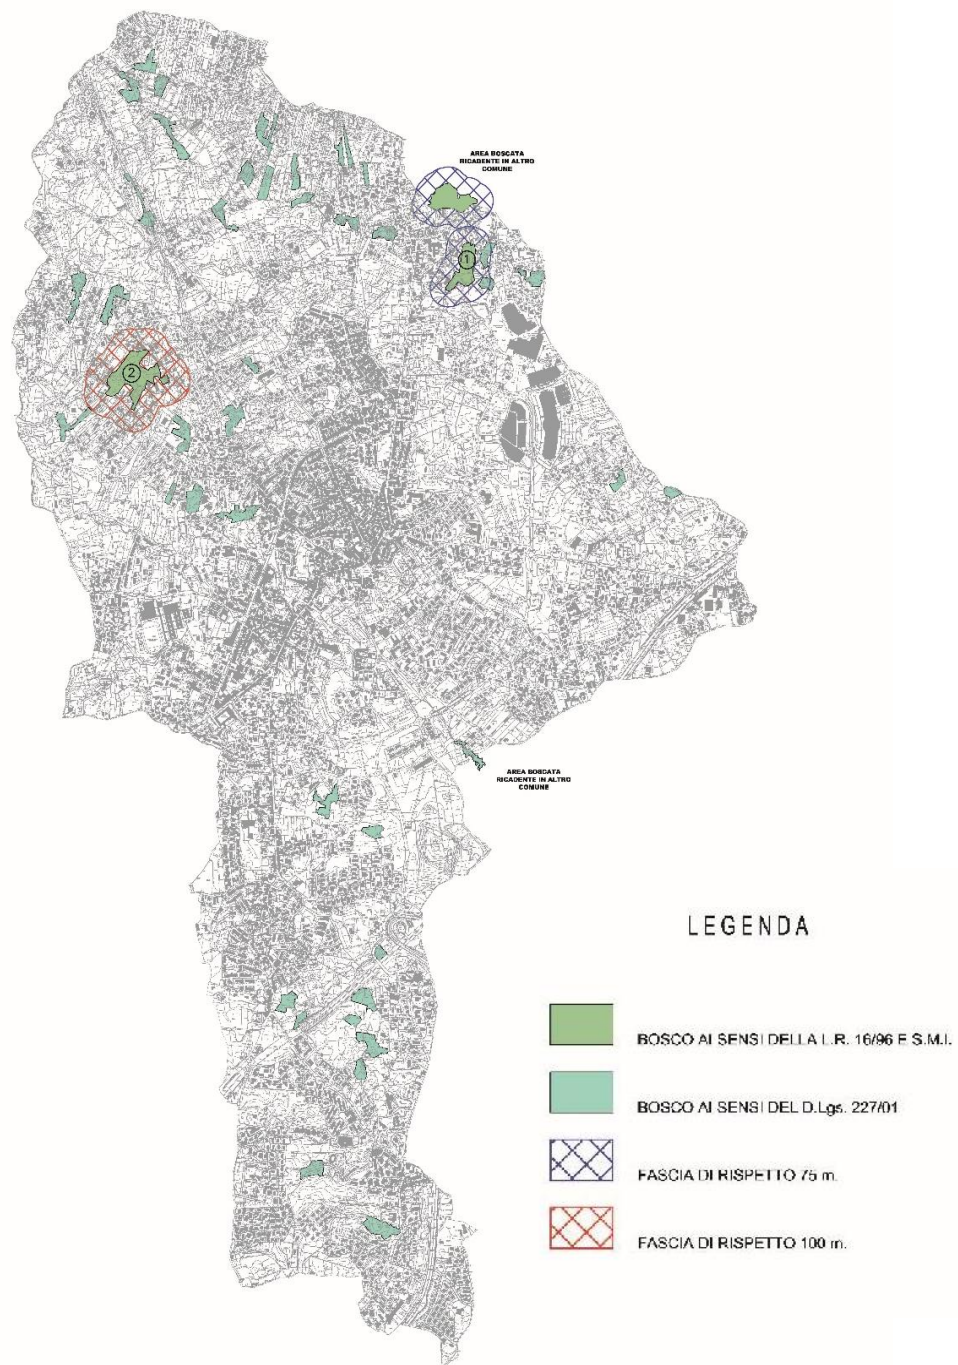 AREA BOSCATA
RICADENTE IN ALTRO
COMUNE
1
2
AREA BOSCATA
RICADENTE IN ALTRO
COMUNE
LEGENDA
BOSCO AI SENSI DELLA L.R. 16/96 E S.M.I.
BOSCO AI SENSI DEL D.Lgs. 227/01
FASCIA DI RISPETTO 75 m.
FASCIA DI RISPETTO 100 m.